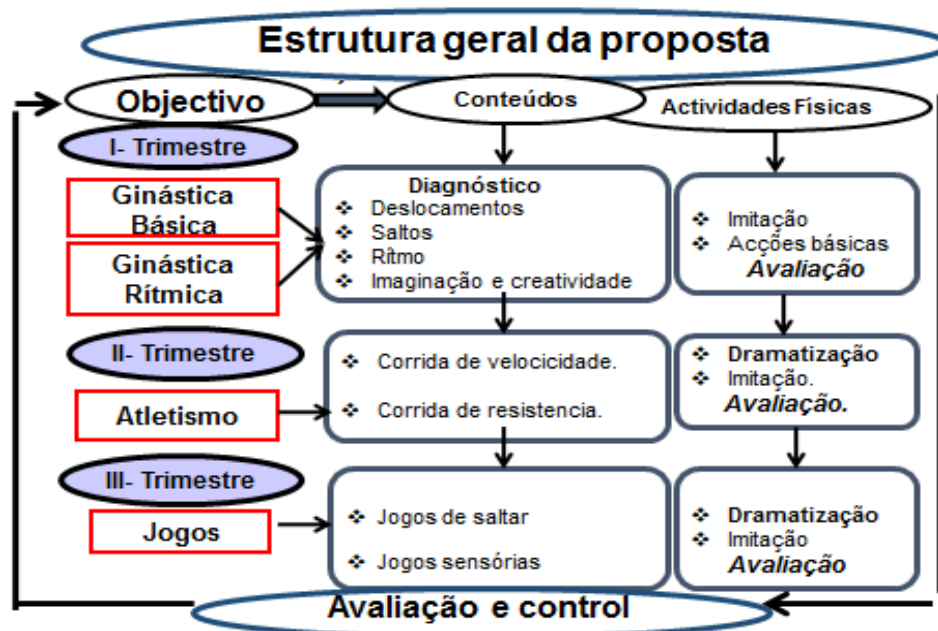 Estrutura geral da proposta
Objectivo
Conteúdos
Actividades Físicas
I- Trimestre
Ginástica
Básica
Ginástica
Rítmica
Diagnóstico
❖ Deslocamentos
❖ Saltos
❖ Rítmo
❖ Imaginação e creatividade
❖ Imitação
❖ Acções básicas
Avaliação
II- Trimestre
Atletismo
❖ Corrida de velocicidade.
❖ Corrida de resistencia.
❖ Dramatização
❖ Imitação.
Avaliação.
III- Trimestre
Jogos
❖ Jogos de saltar
❖ Jogos sensórias
❖ Dramatização
❖ Imitação
Avaliação
Avaliação e control